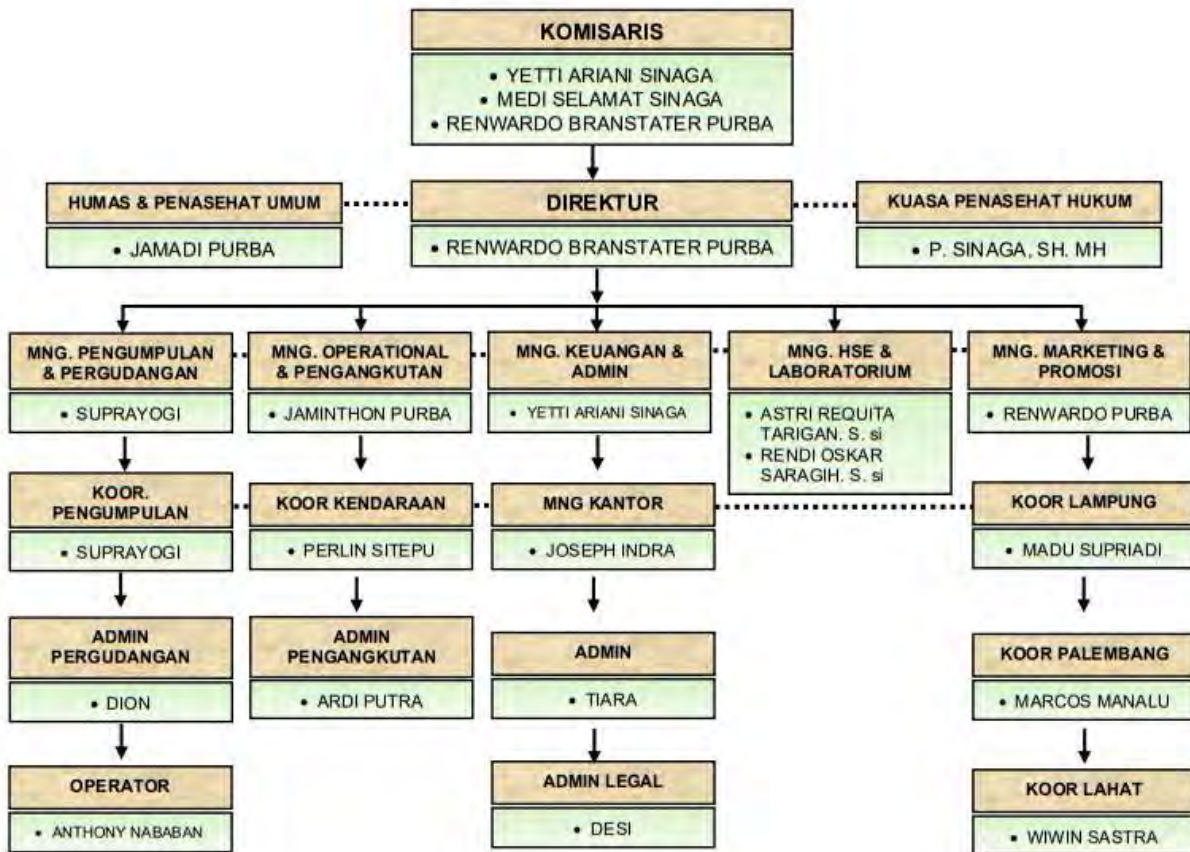 KOMISARIS
• YETTI ARIANI SINAGA
• MEDI SELAMAT SINAGA
• RENWARDO BRANSTATER PURBA
HUMAS & PENASEHAT UMUM
• JAMADI PURBA
DIREKTUR
• RENWARDO BRANSTATER PURBA
KUASA PENASEHAT HUKUM
• P. SINAGA, SH. MH
MNG. PENGUMPULAN
& PERGUDANGAN
• SUPRAYOGI
MNG. OPERATIONAL
& PENGANGKUTAN
• JAMINTHON PURBA
MNG. KEUANGAN &
ADMIN
• YETTI ARIANI SINAGA
MNG. HSE &
LABORATORIUM
• ASTRI REQUITA
TARIGAN. S. si
• RENDI OSKAR
SARAGIH. S. si
MNG. MARKETING &
PROMOSI
• RENWARDO PURBA
KOOR.
PENGUMPULAN
• SUPRAYOGI
KOOR KENDARAAN
• PERLIN SITEPU
MNG KANTOR
• JOSEPH INDRA
KOOR LAMPUNG
• MADU SUPRIADI
ADMIN
PERGUDANGAN
• DION
ADMIN
PENGANGKUTAN
• ARDI PUTRA
ADMIN
• TIARA
KOOR PALEMBANG
• MARCOS MANALU
OPERATOR
• ANTHONY NABABAN
ADMIN LEGAL
• DESI
KOOR LAHAT
• WIWIN SASTRA